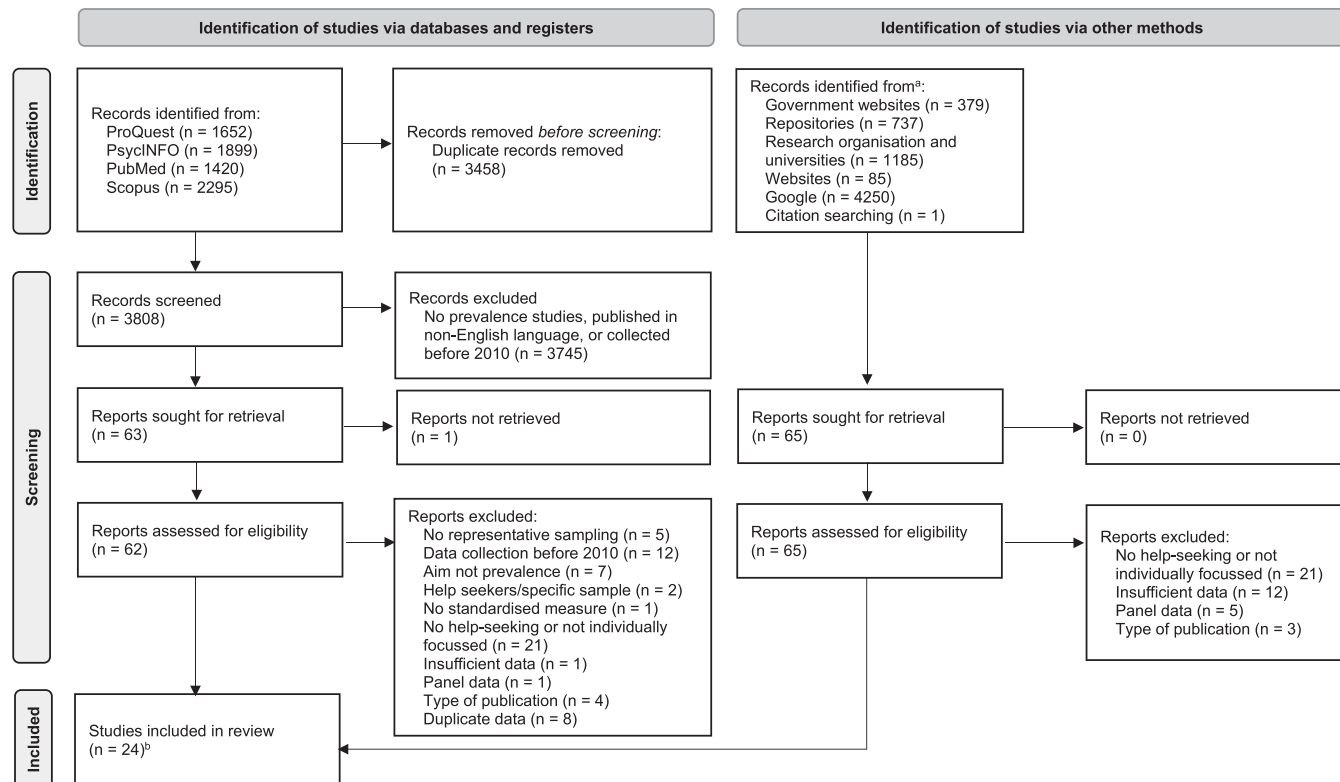 Identification of studies via databases and registers
Identification of studies via other methods
Identification
Records identified from:
ProQuest (n = 1652)
PsycINFO (n = 1899)
PubMed (n = 1420)
Scopus (n = 2295)
Records removed before screening:
Duplicate records removed
(n = 3458)
Records identified fromᵃ:
Government websites (n = 379)
Repositories (n = 737)
Research organisation and
universities (n = 1185)
Websites (n = 85)
Google (n = 4250)
Citation searching (n = 1)
Screening
Records screened
(n = 3808)
Records excluded
No prevalence studies, published in
non-English language, or collected
before 2010 (n = 3745)
Reports sought for retrieval
(n = 63)
Reports not retrieved
(n = 1)
Reports sought for retrieval
(n = 65)
Reports not retrieved
(n = 0)
Reports assessed for eligibility
(n = 62)
Reports excluded:
No representative sampling (n = 5)
Data collection before 2010 (n = 12)
Aim not prevalence (n = 7)
Help seekers/specific sample (n = 2)
No standardised measure (n = 1)
No help-seeking or not individually
focussed (n = 21)
Insufficient data (n = 1)
Panel data (n = 1)
Type of publication (n = 4)
Duplicate data (n = 8)
Reports assessed for eligibility
(n = 65)
Reports excluded:
No help-seeking or not
individually focussed (n = 21)
Insufficient data (n = 12)
Panel data (n = 5)
Type of publication (n = 3)
Included
Studies included in review
(n = 24)ᵇ